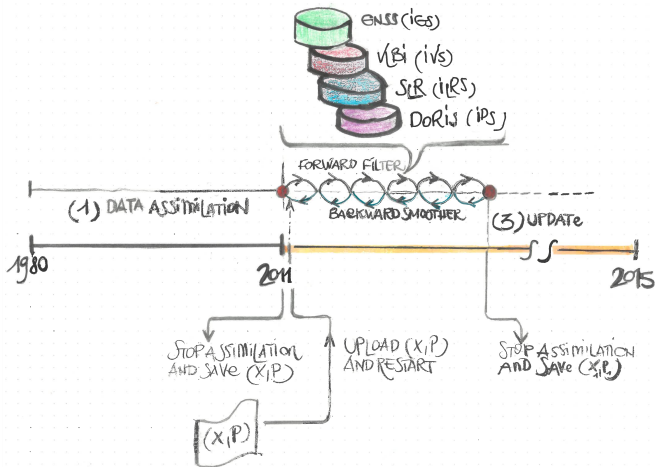 GNSS (iGS)
VLBi (iVS)
SLR (iLRS)
DORiS (iDS)
FORWARD FILTER
(1) DATA ASSIMILATION
BACKWARD SMOOTHER
(3) UPDATE
1980
2011
2015
STOP ASSIMILATION
AND SAVE (X,P)
UPLOAD (X,P)
AND RESTART
STOP ASSIMILATION
AND SAVE (X,P)
(X,P)